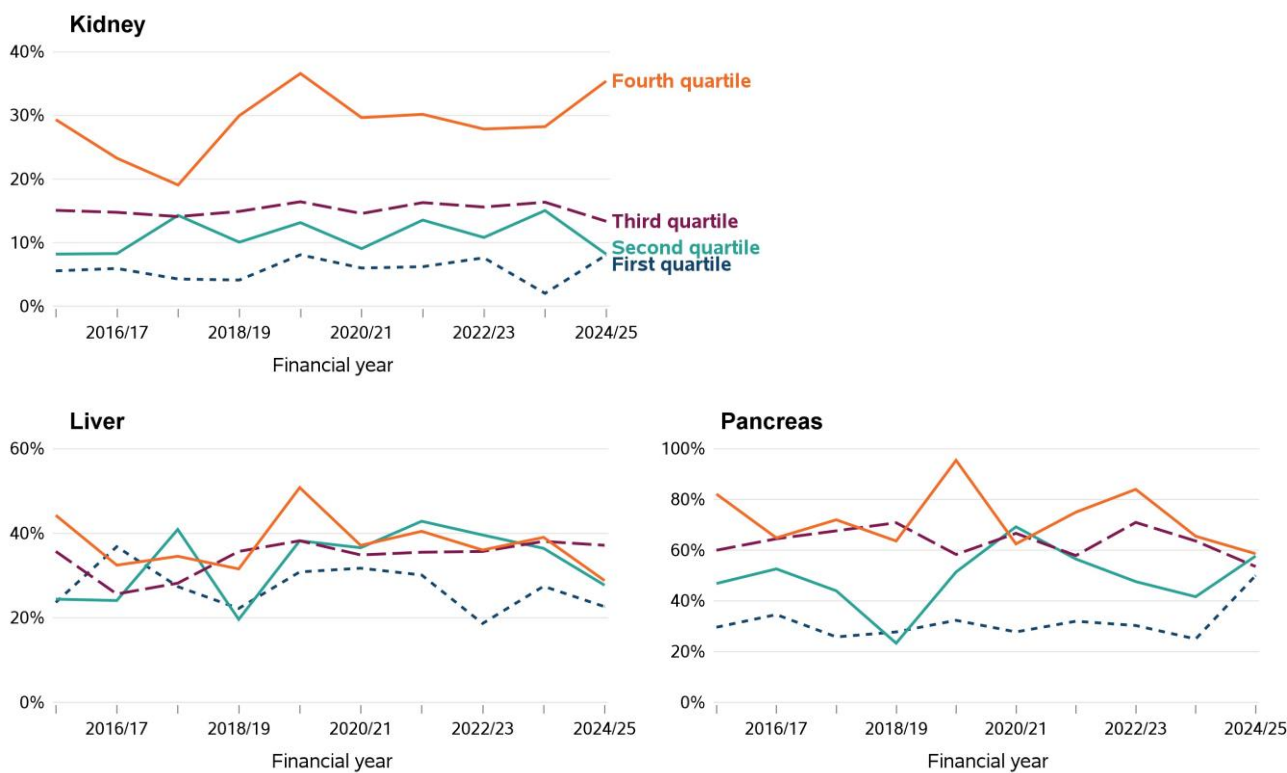 Kidney
40%
30%
20%
10%
0%
Fourth quartile
Third quartile
Second quartile
First quartile
2016/17 2018/19 2020/21 2022/23 2024/25
Financial year
Liver
60%
40%
20%
0%
2016/17 2018/19 2020/21 2022/23 2024/25
Financial year
Pancreas
100%
80%
60%
40%
20%
0%
2016/17 2018/19 2020/21 2022/23 2024/25
Financial year